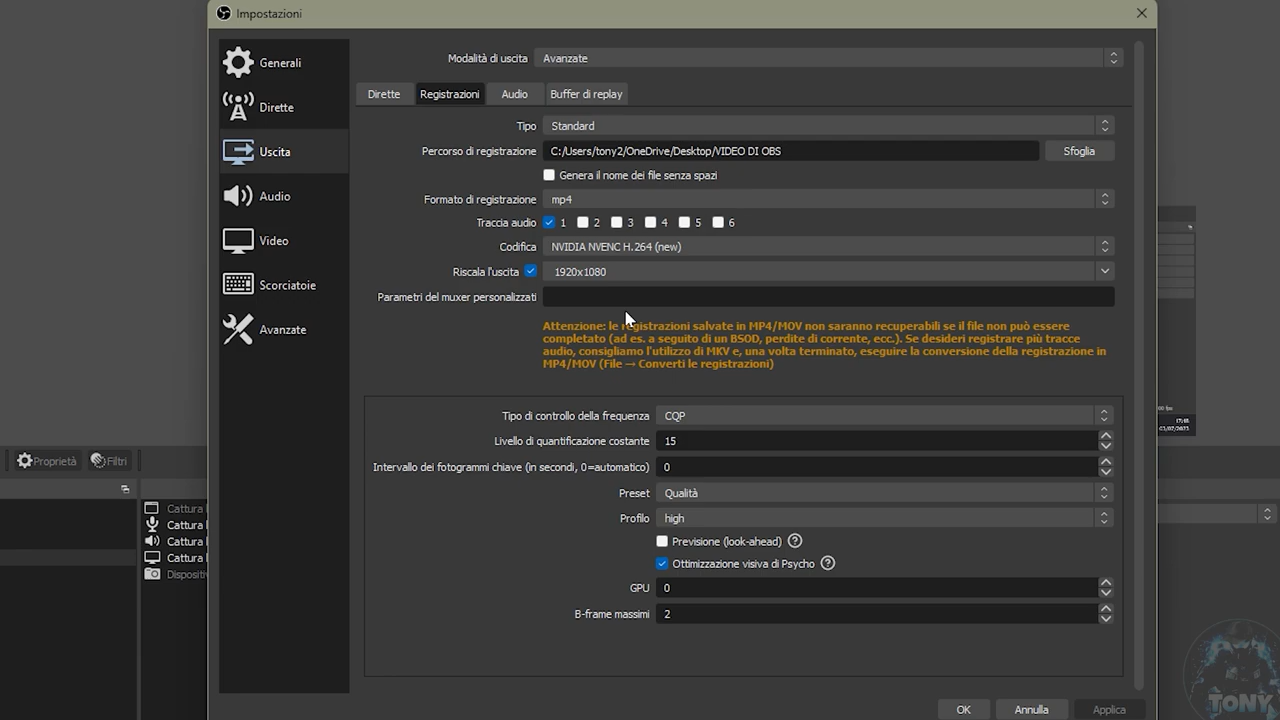 Impostazioni
Generali
Dirette
Uscita
Audio
Video
Scorciatoie
Avanzate
Modalità di uscita Avanzate
Dirette Registrazioni Audio Buffer di replay
Tipo Standard
Percorso di registrazione C:/Users/tony2/OneDrive/Desktop/VIDEO DI OBS Sfoglia
Genera il nome dei file senza spazi
Formato di registrazione mp4
Traccia audio 1 2 3 4 5 6
Codifica NVIDIA NVENC H.264 (new)
Riscala l'uscita 1920x1080
Parametri del muxer personalizzati
Attenzione: le registrazioni salvate in MP4/MOV non saranno recuperabili se il file non può essere
completato (ad es. a seguito di un BSOD, perdite di corrente, ecc.). Se desideri registrare più tracce
audio, consigliamo l'utilizzo di MKV e, una volta terminato, eseguire la conversione della registrazione in
MP4/MOV (File → Converti le registrazioni)
Tipo di controllo della frequenza CQP
Livello di quantificazione costante 15
Intervallo dei fotogrammi chiave (in secondi, 0=automatico) 0
Preset Qualità
Profilo high
Previsione (look-ahead)
Ottimizzazione visiva di Psycho
GPU 0
B-frame massimi 2
OK Annulla Applica
Proprietà Filtri
Cattura
Cattura
Cattura
Cattura
Dispositiv
TONY